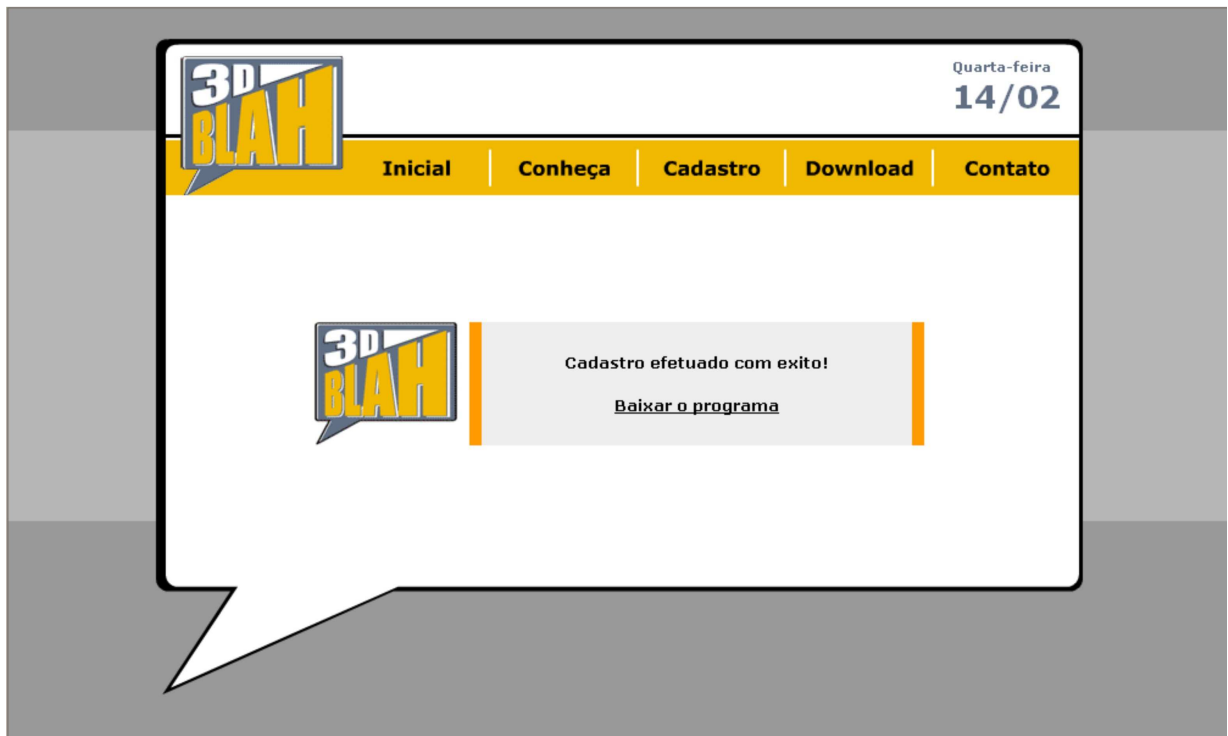 3D
BLAH
Quarta-feira
14/02
Inicial Conheça Cadastro Download Contato
3D
BLAH
Cadastro efetuado com exito!
Baixar o programa